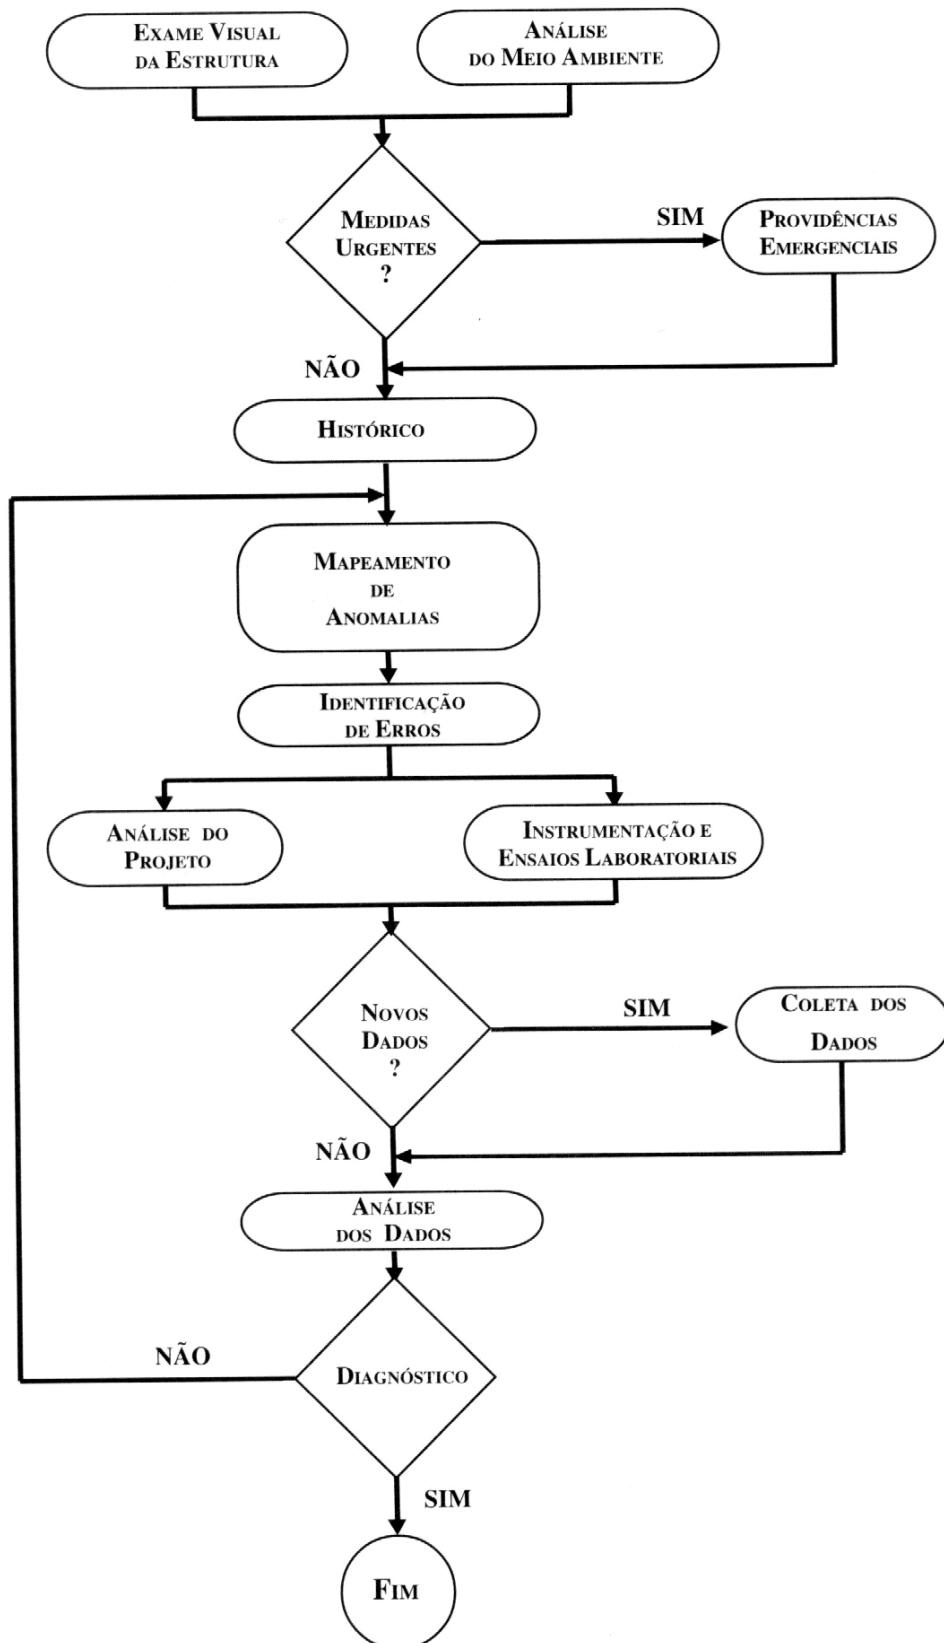 EXAME VISUAL
DA ESTRUTURA
ANÁLISE
DO MEIO AMBIENTE
MEDIDAS
URGENTES
?
SIM
PROVIDÊNCIAS
EMERGENCIAIS
NÃO
HISTÓRICO
MAPEAMENTO
DE
ANOMALIAS
IDENTIFICAÇÃO
DE ERROS
ANÁLISE DO
PROJETO
INSTRUMENTAÇÃO E
ENSAIOS LABORATORIAIS
NOVOS
DADOS
?
SIM
COLETA DOS
DADOS
NÃO
ANÁLISE
DOS DADOS
NÃO
DIAGNÓSTICO
SIM
FIM